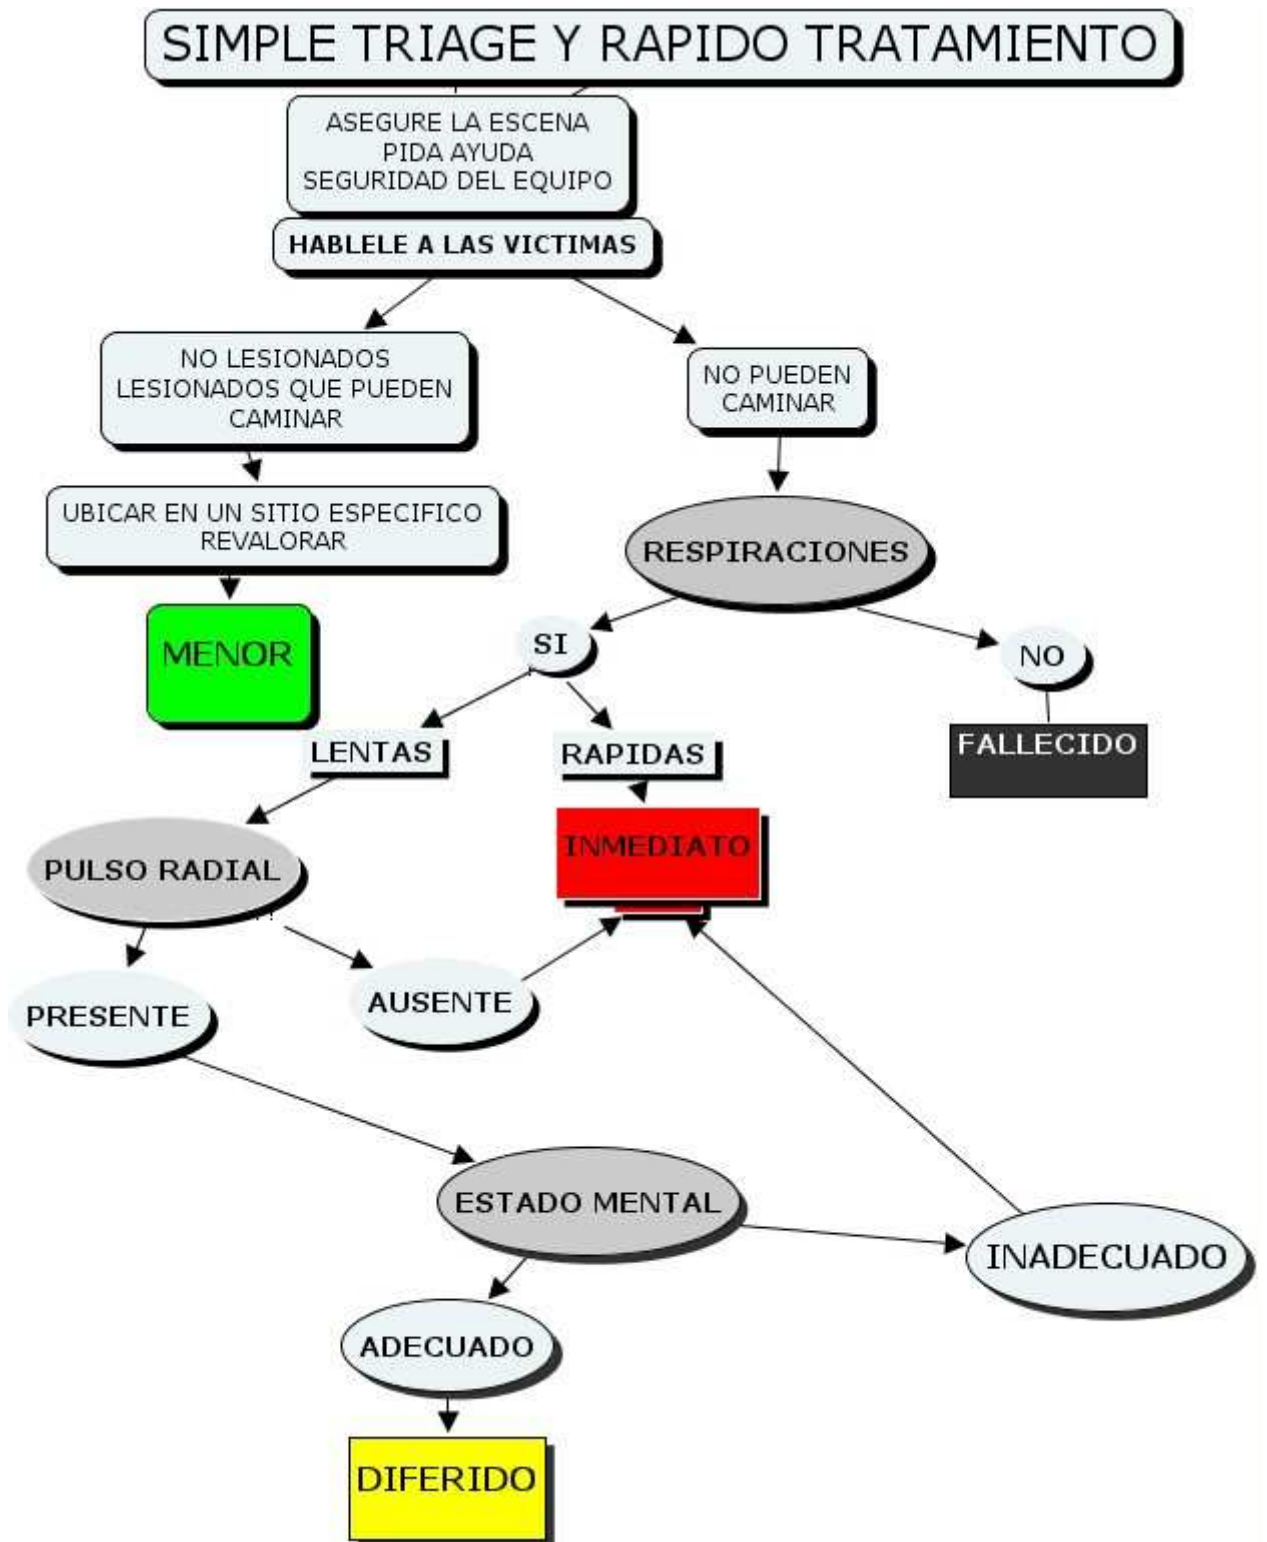 SIMPLE TRIAGE Y RAPIDO TRATAMIENTO
ASEGURE LA ESCENA
PIDA AYUDA
SEGURIDAD DEL EQUIPO
HABLELE A LAS VICTIMAS
NO LESIONADOS
LESIONADOS QUE PUEDEN
CAMINAR
NO PUEDEN
CAMINAR
UBICAR EN UN SITIO ESPECIFICO
REVALORAR
RESPIRACIONES
MENOR
SI
NO
LENTAS
RAPIDAS
FALLECIDO
PULSO RADIAL
INMEDIATO
PRESENTE
AUSENTE
ESTADO MENTAL
INADECUADO
ADECUADO
DIFERIDO